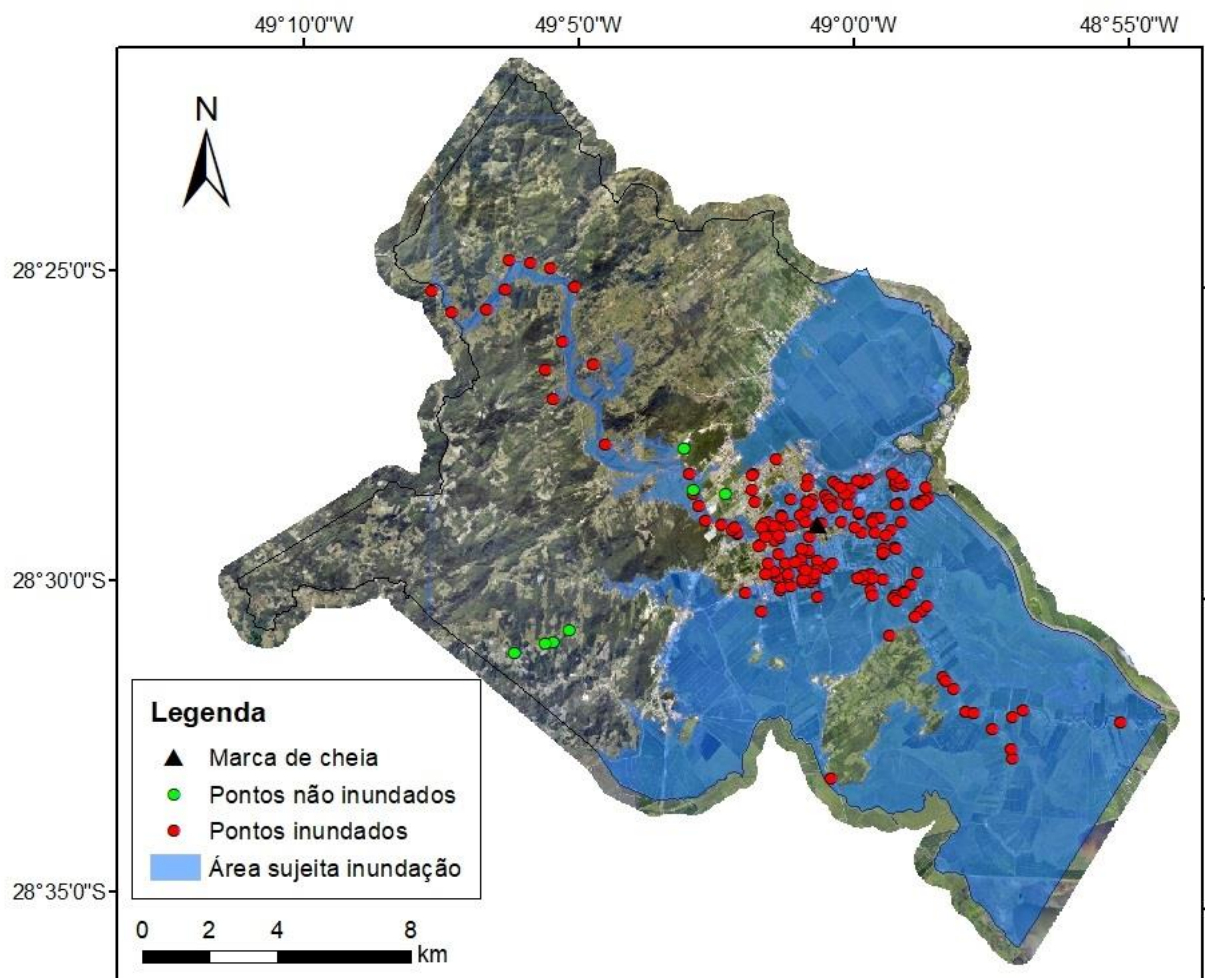 49°10'0"W 49°5'0"W 49°0'0"W 48°55'0"W
N
28°25'0"S
28°30'0"S
Legenda
Marca de cheia
Pontos não inundados
Pontos inundados
Área sujeita inundação
28°35'0"S
0 2 4 8
km